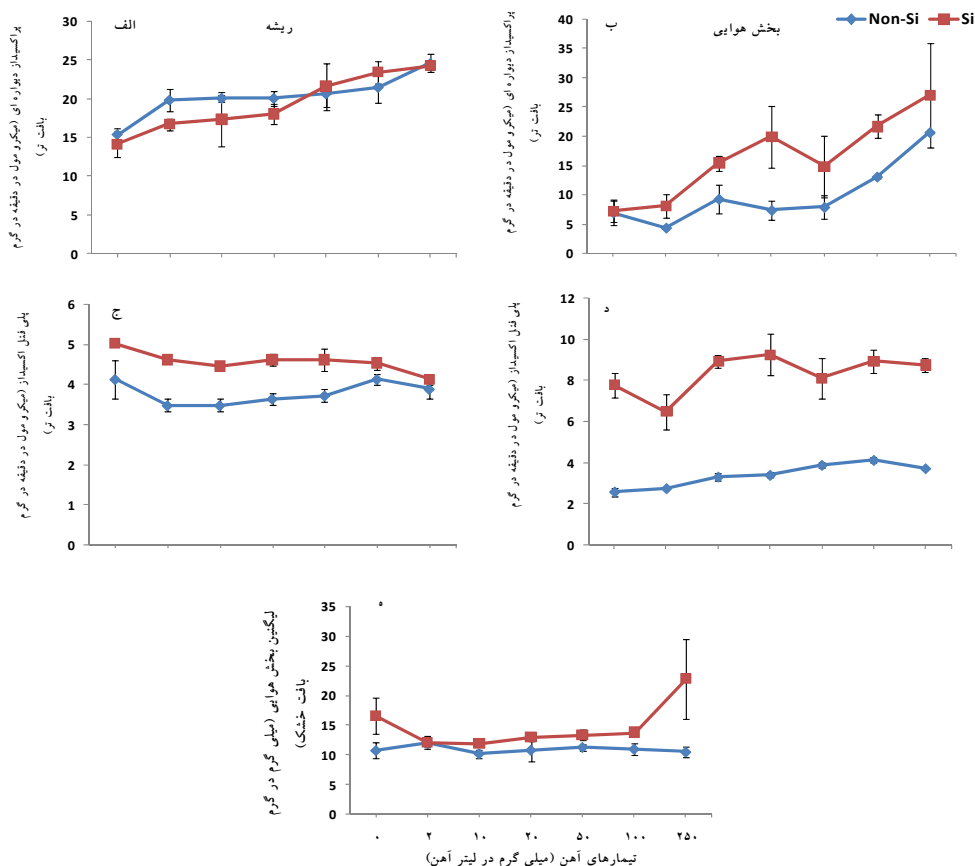 الف
ریشه
پراکسیداز دیواره ای (میکرو مول در دقیقه در گرم
بافت تر)
30
25
20
15
10
5
0
Non-Si
Si
ب
بخش هوایی
پراکسیداز دیواره ای (میکرو مول در دقیقه در گرم
بافت تر)
40
35
30
25
20
15
10
5
0
ج
پلی فنل اکسیداز (میکرو مول در دقیقه در گرم
بافت تر)
6
5
4
3
2
1
0
د
پلی فنل اکسیداز (میکرو مول در دقیقه در گرم
بافت تر)
12
10
8
6
4
2
0
ه
لیگنین بخش هوایی (میلی گرم در گرم
بافت خشک)
35
30
25
20
15
10
5
0
۰ ۲ ۱۰ ۲۰ ۵۰ ۱۰۰ ۲۵۰
تیمارهای آهن (میلی گرم در لیتر آهن)